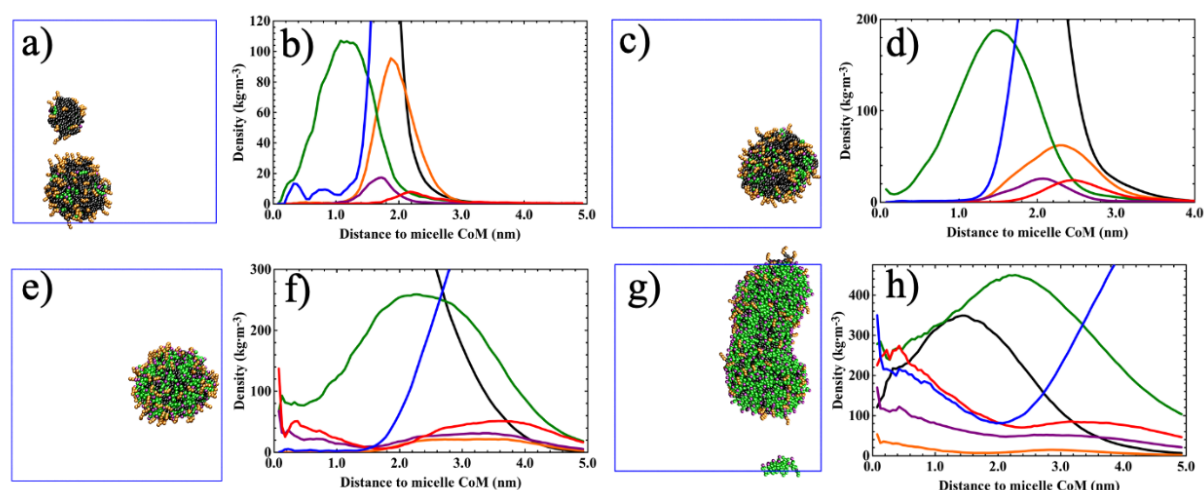 a)
b)
Density (kg·m-3)
120
100
80
60
40
20
0
0.0 1.0 2.0 3.0 4.0 5.0
Distance to micelle CoM (nm)
c)
d)
Density (kg·m-3)
200
100
0
0.0 1.0 2.0 3.0 4.0
Distance to micelle CoM (nm)
e)
f)
Density (kg·m-3)
300
200
100
0
0.0 1.0 2.0 3.0 4.0 5.0
Distance to micelle CoM (nm)
g)
h)
Density (kg·m-3)
400
300
200
100
0
0.0 1.0 2.0 3.0 4.0 5.0
Distance to micelle CoM (nm)